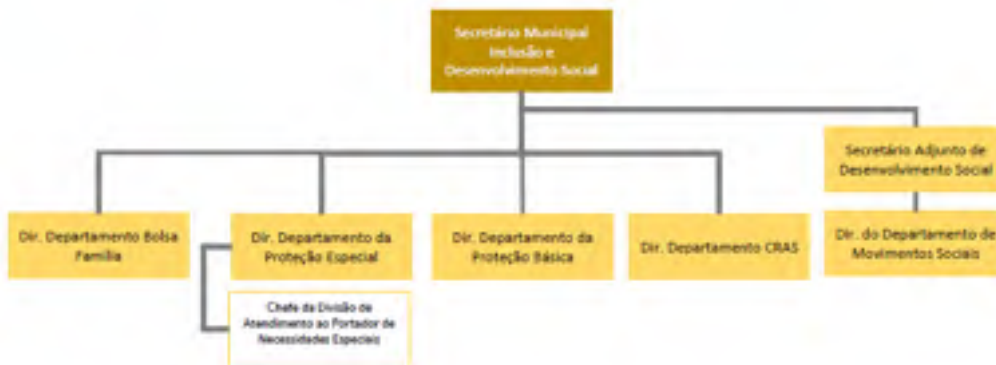 Secretário Municipal
Inclusão e
Desenvolvimento Social
Secretário Adjunto de
Desenvolvimento Social
Dir. Departamento Bolsa
Família
Dir. Departamento da
Proteção Especial
Dir. Departamento da
Proteção Básica
Dir. Departamento CRAS
Dir. do Departamento de
Movimentos Sociais
Chefe da Divisão de
Atendimento ao Portador de
Necessidades Especiais